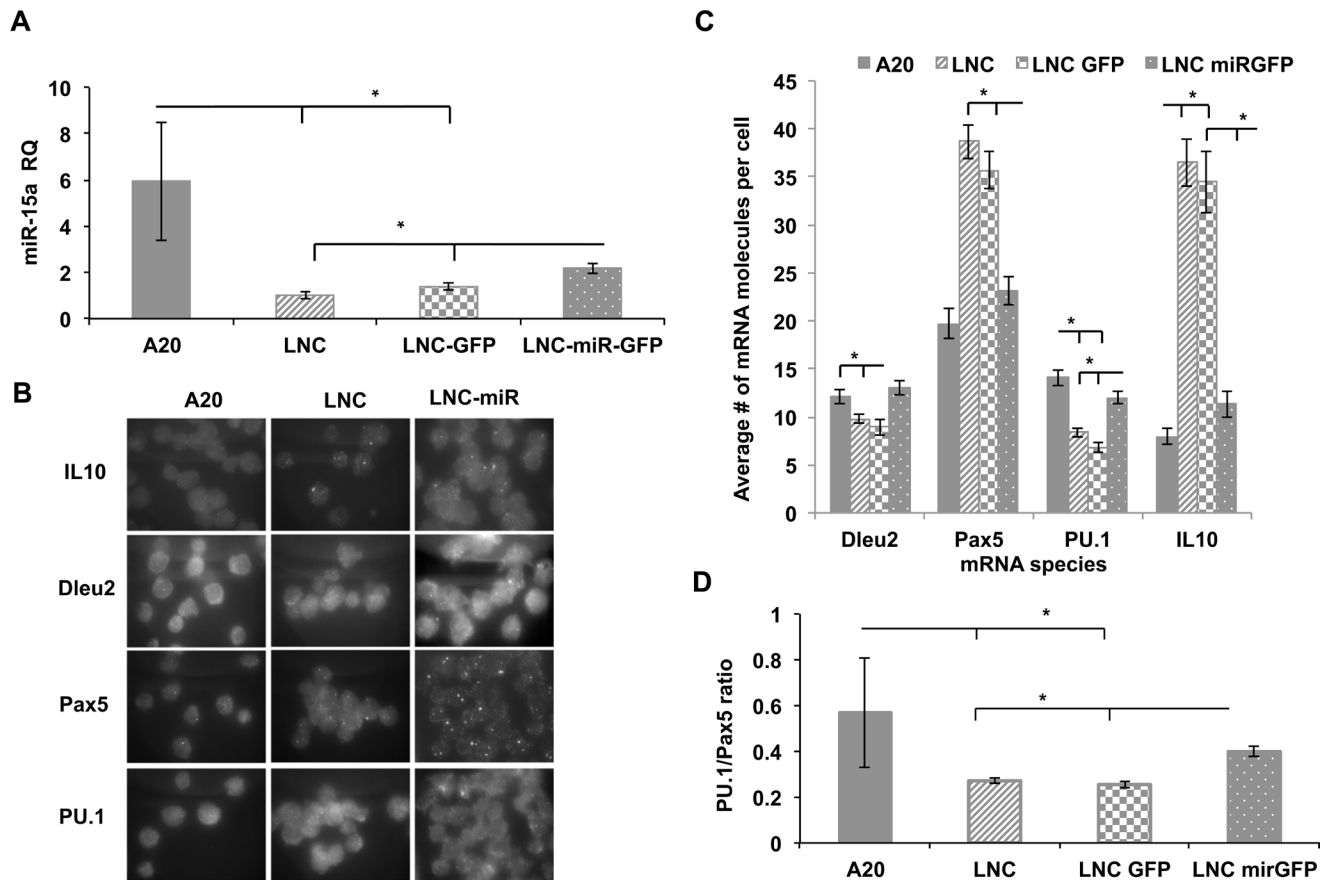 A
10
8
6
4
2
0
miR-15a RQ
*
*
A20 LNC LNC-GFP LNC-miR-GFP
B
A20 LNC LNC-miR
IL10
Dleu2
Pax5
PU.1
C
A20 LNC LNC GFP LNC miRGFP
45
40
35
30
25
20
15
10
5
0
Average # of mRNA molecules per cell
*
*
*
*
*
*
Dleu2 Pax5 PU.1 IL10
mRNA species
D
1
0.8
0.6
0.4
0.2
0
PU.1/Pax5 ratio
*
*
A20 LNC LNC GFP LNC mirGFP